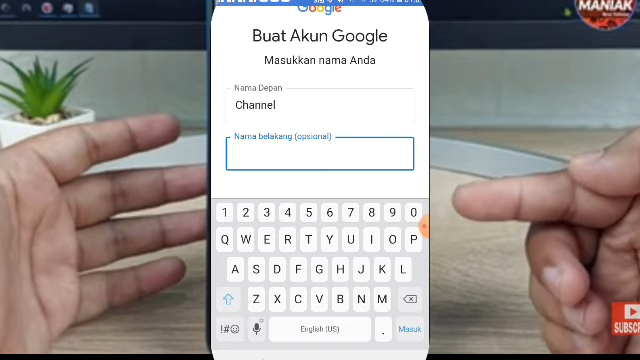 MANIAK
Google
Buat Akun Google
Masukkan nama Anda
Nama Depan
Channel
Nama belakang (opsional)
1 2 3 4 5 6 7 8 9 0
Q W E R T Y U I O P
A S D F G H J K L
Z X C V B N M
!#☺ English (US) . Masuk
SUBSC